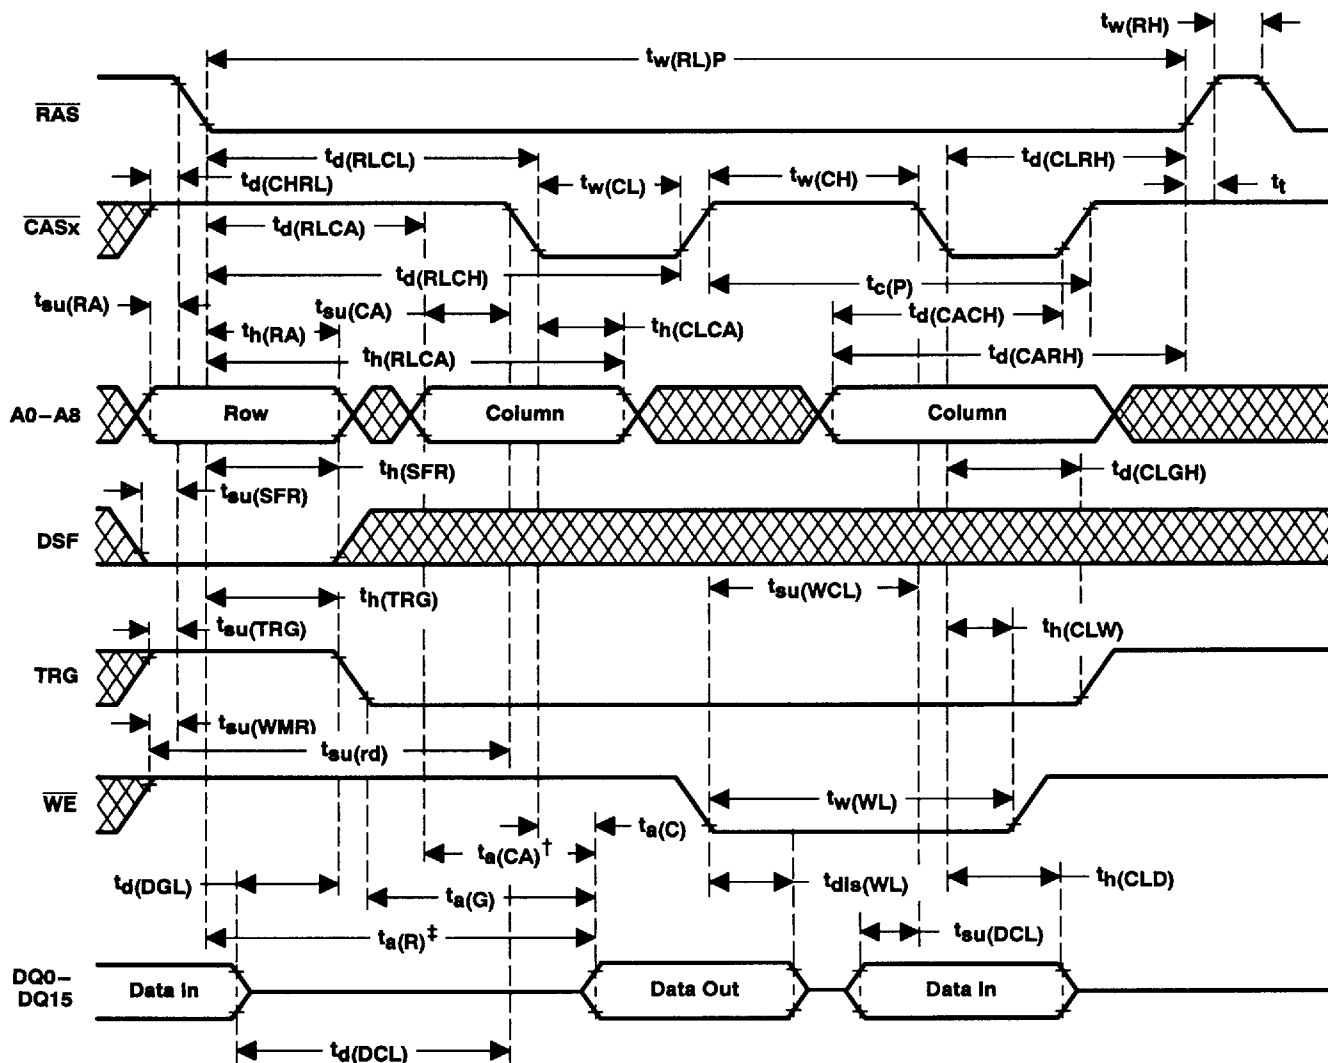 tw(RH)
tw(RL)P
RAS
td(RLCL)
td(CLRH)
td(CHRL)
tw(CL)
tw(CH)
tt
CASx
td(RLCA)
td(RLCH)
tc(P)
tsu(RA)
tsu(CA)
td(CACH)
th(RA)
th(CLCA)
th(RLCA)
td(CARH)
A0–A8
Row
Column
Column
th(SFR)
td(CLGH)
tsu(SFR)
DSF
th(TRG)
tsu(WCL)
tsu(TRG)
th(CLW)
TRG
tsu(WMR)
tsu(rd)
WE
tw(WL)
ta(C)
ta(CA)†
td(DGL)
ta(G)
tdis(WL)
th(CLD)
ta(R)‡
tsu(DCL)
DQ0–
DQ15
Data In
Data Out
Data In
td(DCL)